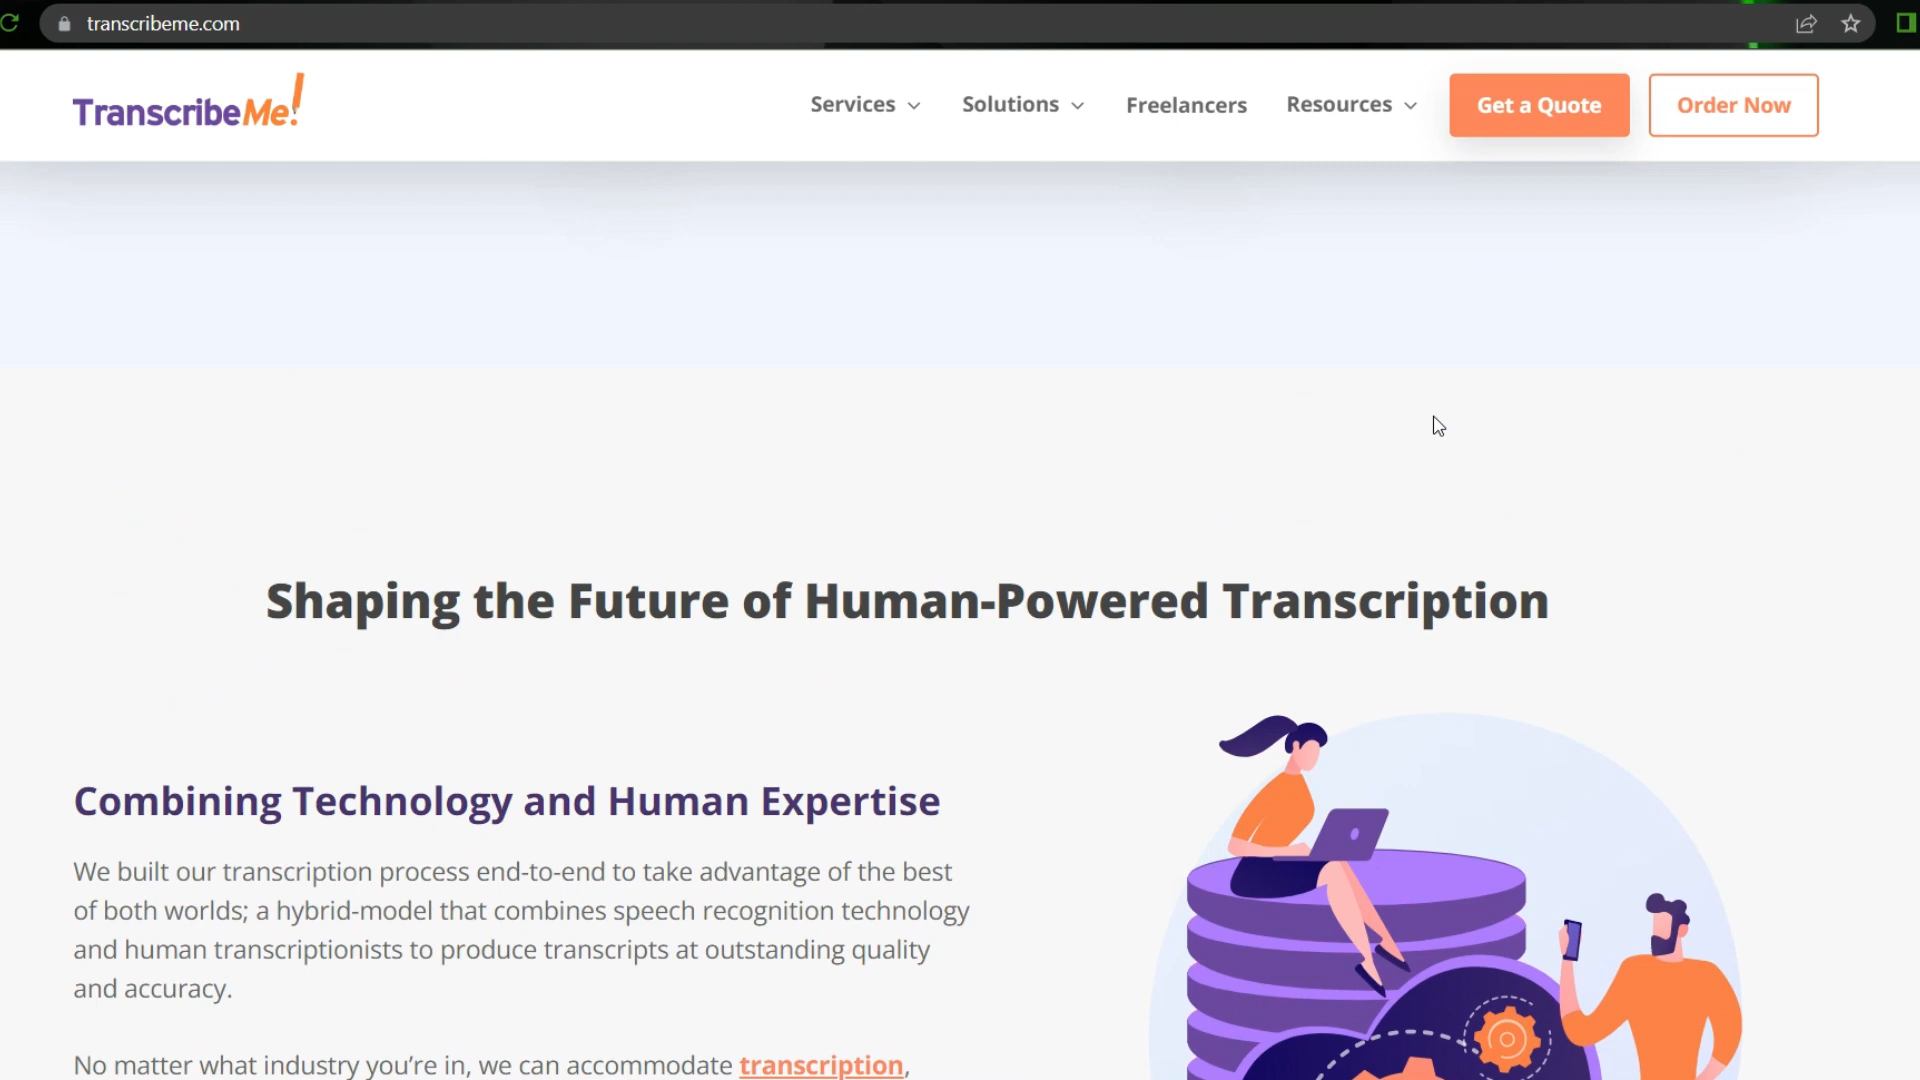 transcribeme.com
TranscribeMe!
Services
Solutions
Freelancers
Resources
Get a Quote
Order Now
Shaping the Future of Human-Powered Transcription
Combining Technology and Human Expertise
We built our transcription process end-to-end to take advantage of the best
of both worlds; a hybrid-model that combines speech recognition technology
and human transcriptionists to produce transcripts at outstanding quality
and accuracy.
No matter what industry you’re in, we can accommodate transcription,